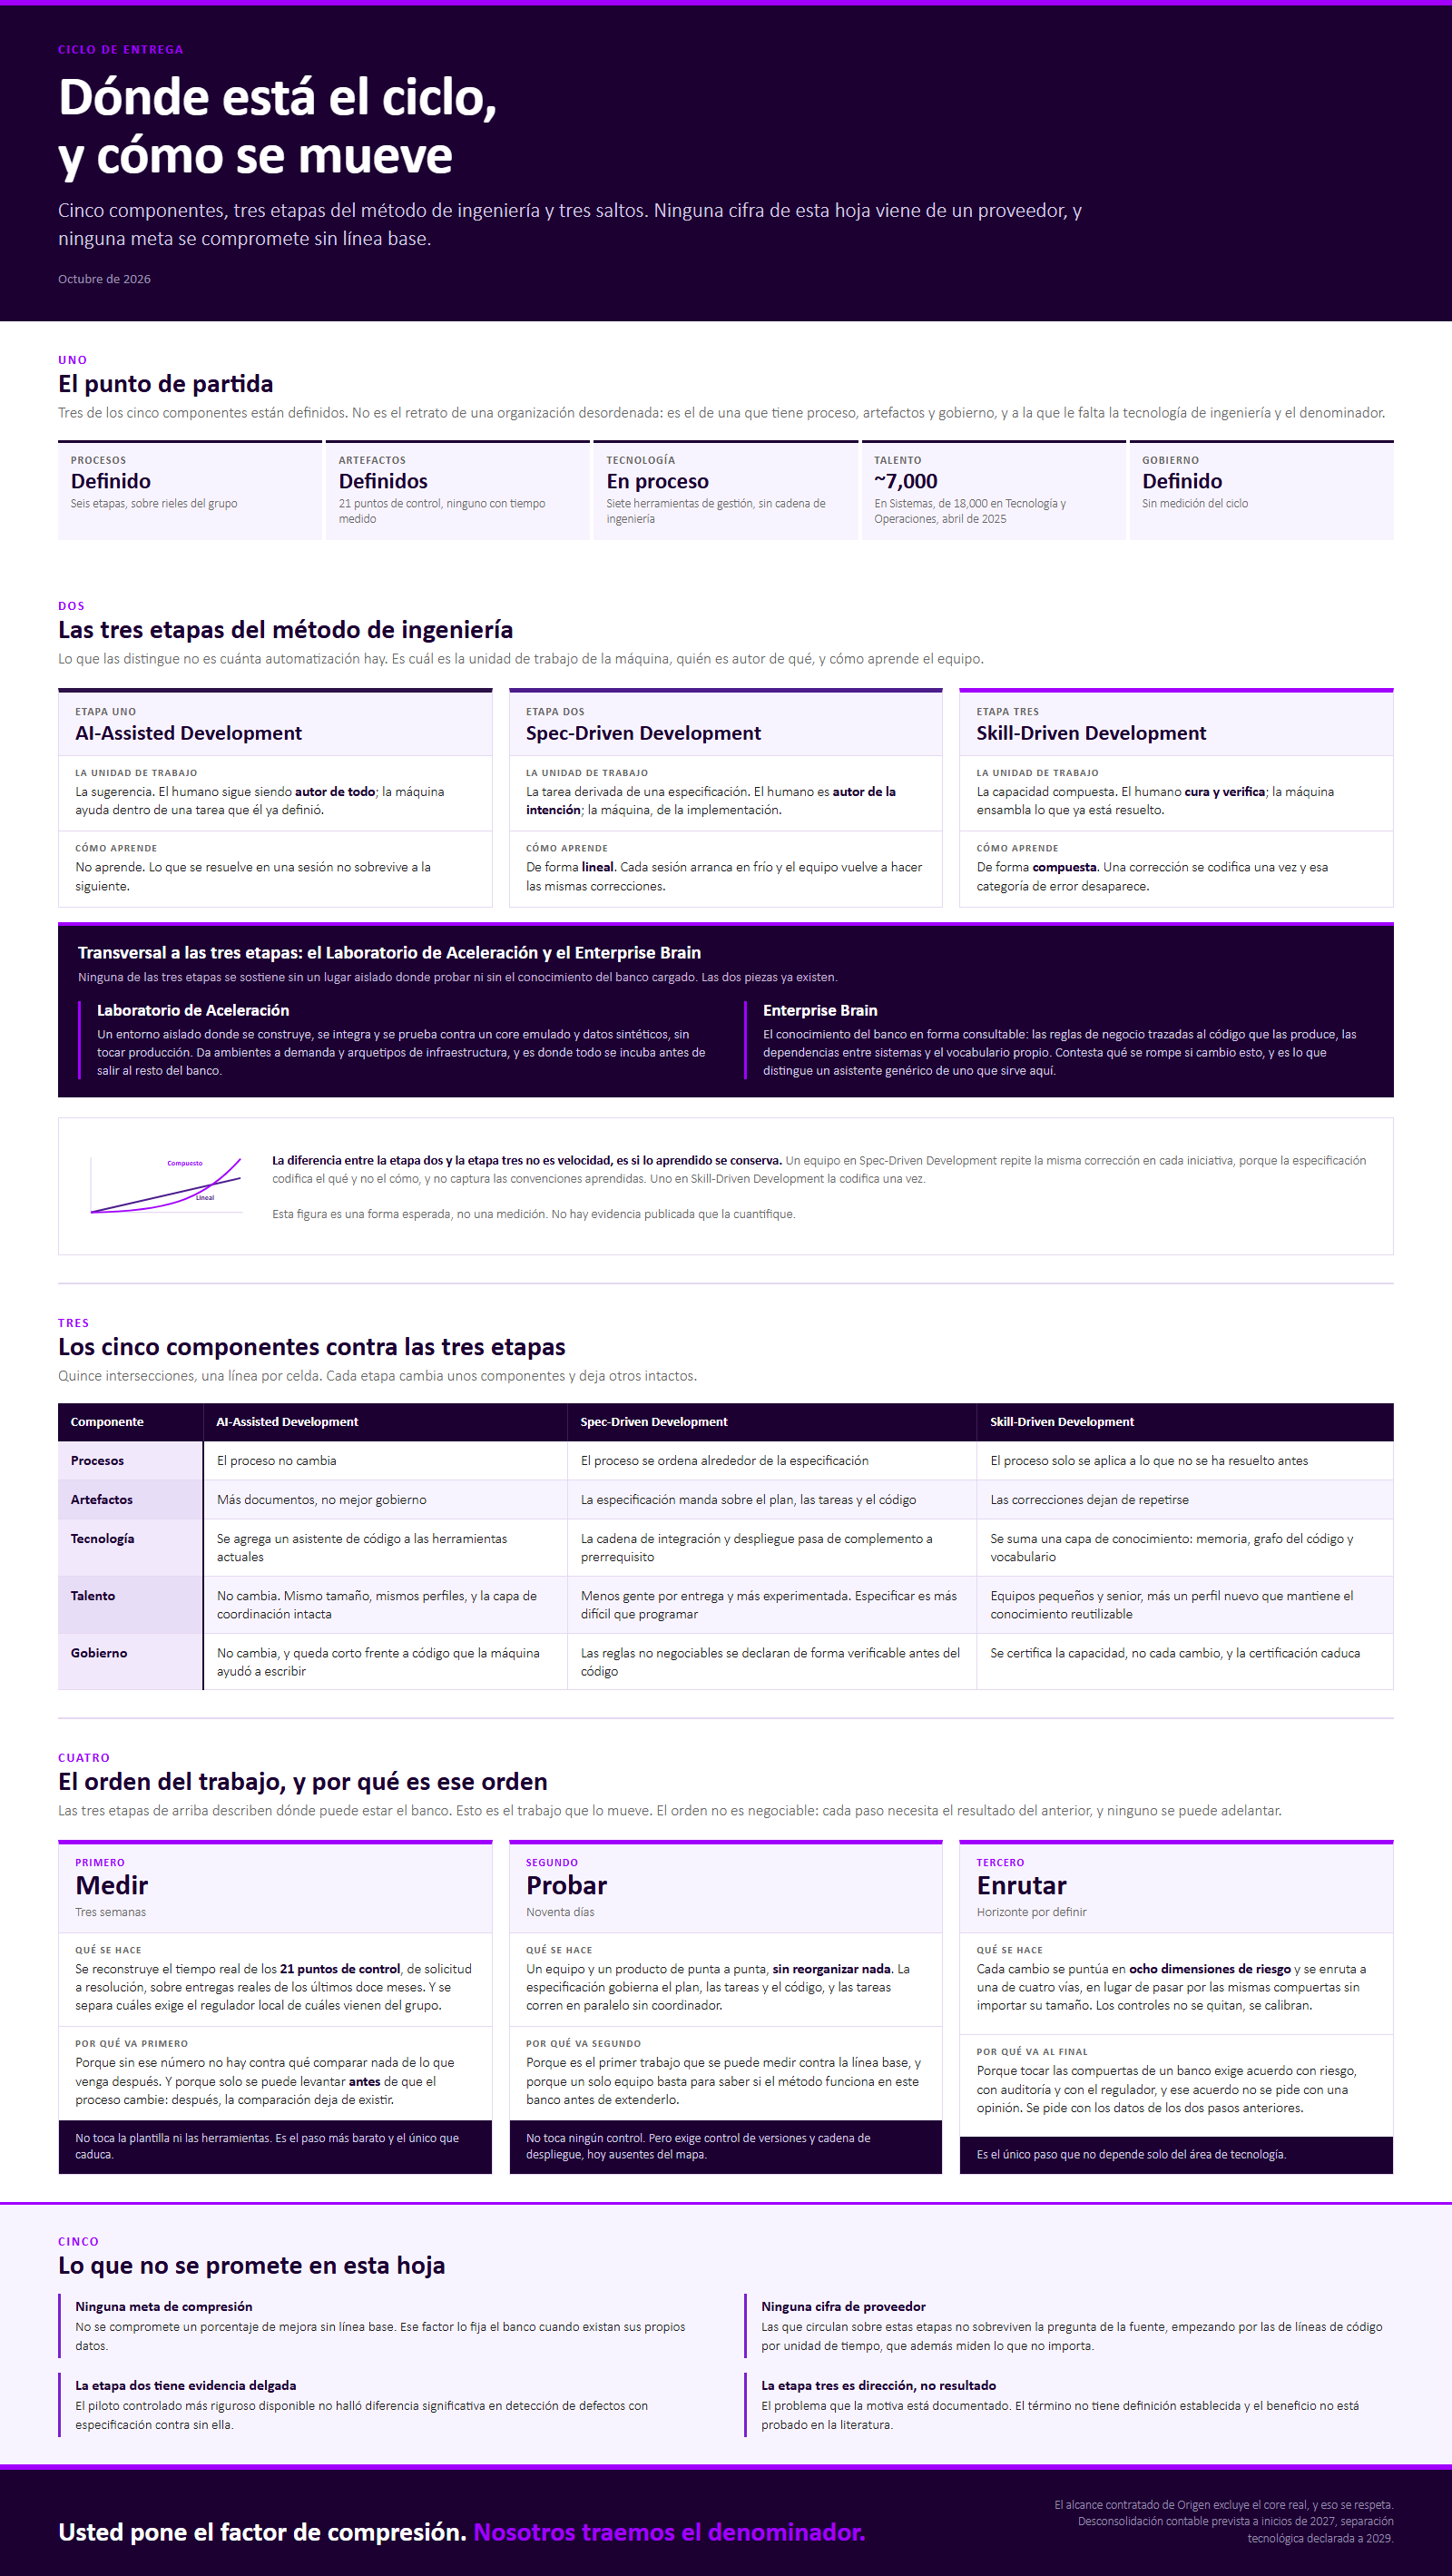 CICLO DE ENTREGA
Dónde está el ciclo,
y cómo se mueve
Cinco componentes, tres etapas del método de ingeniería y tres saltos. Ninguna cifra de esta hoja viene de un proveedor, y
ninguna meta se compromete sin línea base.
Octubre de 2026
UNO
El punto de partida
Tres de los cinco componentes están definidos. No es el retrato de una organización desordenada: es el de una que tiene proceso, artefactos y gobierno, y a la que le falta la tecnología de ingeniería y el denominador.
PROCESOS
Definido
Seis etapas, sobre rieles del grupo
ARTEFACTOS
Definidos
21 puntos de control, ninguno con tiempo
medido
TECNOLOGÍA
En proceso
Siete herramientas de gestión, sin cadena de
ingeniería
TALENTO
~7,000
En Sistemas, de 18,000 en Tecnología y
Operaciones, abril de 2025
GOBIERNO
Definido
Sin medición del ciclo
DOS
Las tres etapas del método de ingeniería
Lo que las distingue no es cuánta automatización hay. Es cuál es la unidad de trabajo de la máquina, quién es autor de qué, y cómo aprende el equipo.
ETAPA UNO
AI-Assisted Development
LA UNIDAD DE TRABAJO
La sugerencia. El humano sigue siendo autor de todo; la máquina
ayuda dentro de una tarea que él ya definió.
CÓMO APRENDE
No aprende. Lo que se resuelve en una sesión no sobrevive a la
siguiente.
ETAPA DOS
Spec-Driven Development
LA UNIDAD DE TRABAJO
La tarea derivada de una especificación. El humano es autor de la
intención; la máquina, de la implementación.
CÓMO APRENDE
De forma lineal. Cada sesión arranca en frío y el equipo vuelve a hacer
las mismas correcciones.
ETAPA TRES
Skill-Driven Development
LA UNIDAD DE TRABAJO
La capacidad compuesta. El humano cura y verifica; la máquina
ensambla lo que ya está resuelto.
CÓMO APRENDE
De forma compuesta. Una corrección se codifica una vez y esa
categoría de error desaparece.
Transversal a las tres etapas: el Laboratorio de Aceleración y el Enterprise Brain
Ninguna de las tres etapas se sostiene sin un lugar aislado donde probar ni sin el conocimiento del banco cargado. Las dos piezas ya existen.
Laboratorio de Aceleración
Un entorno aislado donde se construye, se integra y se prueba contra un core emulado y datos sintéticos, sin
tocar producción. Da ambientes a demanda y arquetipos de infraestructura, y es donde todo se incuba antes de
salir al resto del banco.
Enterprise Brain
El conocimiento del banco en forma consultable: las reglas de negocio trazadas al código que las produce, las
dependencias entre sistemas y el vocabulario propio. Contesta qué se rompe si cambio esto, y es lo que
distingue un asistente genérico de uno que sirve aquí.
Compuesto
Lineal
La diferencia entre la etapa dos y la etapa tres no es velocidad, es si lo aprendido se conserva. Un equipo en Spec-Driven Development repite la misma corrección en cada iniciativa, porque la especificación
codifica el qué y no el cómo, y no captura las convenciones aprendidas. Uno en Skill-Driven Development la codifica una vez.
Esta figura es una forma esperada, no una medición. No hay evidencia publicada que la cuantifique.
TRES
Los cinco componentes contra las tres etapas
Quince intersecciones, una línea por celda. Cada etapa cambia unos componentes y deja otros intactos.
Componente
AI-Assisted Development
Spec-Driven Development
Skill-Driven Development
Procesos
El proceso no cambia
El proceso se ordena alrededor de la especificación
El proceso solo se aplica a lo que no se ha resuelto antes
Artefactos
Más documentos, no mejor gobierno
La especificación manda sobre el plan, las tareas y el código
Las correcciones dejan de repetirse
Tecnología
Se agrega un asistente de código a las herramientas
actuales
La cadena de integración y despliegue pasa de complemento a
prerrequisito
Se suma una capa de conocimiento: memoria, grafo del código y
vocabulario
Talento
No cambia. Mismo tamaño, mismos perfiles, y la capa de
coordinación intacta
Menos gente por entrega y más experimentada. Especificar es más
difícil que programar
Equipos pequeños y senior, más un perfil nuevo que mantiene el
conocimiento reutilizable
Gobierno
No cambia, y queda corto frente a código que la máquina
ayudó a escribir
Las reglas no negociables se declaran de forma verificable antes del
código
Se certifica la capacidad, no cada cambio, y la certificación caduca
CUATRO
El orden del trabajo, y por qué es ese orden
Las tres etapas de arriba describen dónde puede estar el banco. Esto es el trabajo que lo mueve. El orden no es negociable: cada paso necesita el resultado del anterior, y ninguno se puede adelantar.
PRIMERO
Medir
Tres semanas
QUÉ SE HACE
Se reconstruye el tiempo real de los 21 puntos de control, de solicitud
a resolución, sobre entregas reales de los últimos doce meses. Y se
separa cuáles exige el regulador local de cuáles vienen del grupo.
POR QUÉ VA PRIMERO
Porque sin ese número no hay contra qué comparar nada de lo que
venga después. Y porque solo se puede levantar antes de que el
proceso cambie: después, la comparación deja de existir.
No toca la plantilla ni las herramientas. Es el paso más barato y el único que
caduca.
SEGUNDO
Probar
Noventa días
QUÉ SE HACE
Un equipo y un producto de punta a punta, sin reorganizar nada. La
especificación gobierna el plan, las tareas y el código, y las tareas
corren en paralelo sin coordinador.
POR QUÉ VA SEGUNDO
Porque es el primer trabajo que se puede medir contra la línea base, y
porque un solo equipo basta para saber si el método funciona en este
banco antes de extenderlo.
No toca ningún control. Pero exige control de versiones y cadena de
despliegue, hoy ausentes del mapa.
TERCERO
Enrutar
Horizonte por definir
QUÉ SE HACE
Cada cambio se puntúa en ocho dimensiones de riesgo y se enruta a
una de cuatro vías, en lugar de pasar por las mismas compuertas sin
importar su tamaño. Los controles no se quitan, se calibran.
POR QUÉ VA AL FINAL
Porque tocar las compuertas de un banco exige acuerdo con riesgo,
con auditoría y con el regulador, y ese acuerdo no se pide con una
opinión. Se pide con los datos de los dos pasos anteriores.
Es el único paso que no depende solo del área de tecnología.
CINCO
Lo que no se promete en esta hoja
Ninguna meta de compresión
No se compromete un porcentaje de mejora sin línea base. Ese factor lo fija el banco cuando existan sus propios
datos.
Ninguna cifra de proveedor
Las que circulan sobre estas etapas no sobreviven la pregunta de la fuente, empezando por las de líneas de código
por unidad de tiempo, que además miden lo que no importa.
La etapa dos tiene evidencia delgada
El piloto controlado más riguroso disponible no halló diferencia significativa en detección de defectos con
especificación contra sin ella.
La etapa tres es dirección, no resultado
El problema que la motiva está documentado. El término no tiene definición establecida y el beneficio no está
probado en la literatura.
Usted pone el factor de compresión. Nosotros traemos el denominador.
El alcance contratado de Origen excluye el core real, y eso se respeta.
Desconsolidación contable prevista a inicios de 2027, separación
tecnológica declarada a 2029.